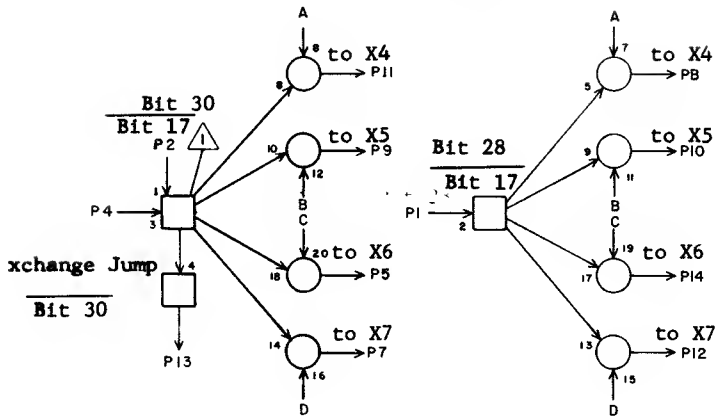 A
8
to X4
P11
8
Bit 30
Bit 17
1
P2
10
to X5
P9
12
1
P4
3
B
C
20
to X6
18
P5
xchange Jump
4
Bit 30
P13
to X7
14
P7
16
D
A
7
to X4
P8
5
Bit 28
Bit 17
9
to X5
P10
11
P1
2
B
C
19
to X6
17
P14
to X7
13
P12
15
D